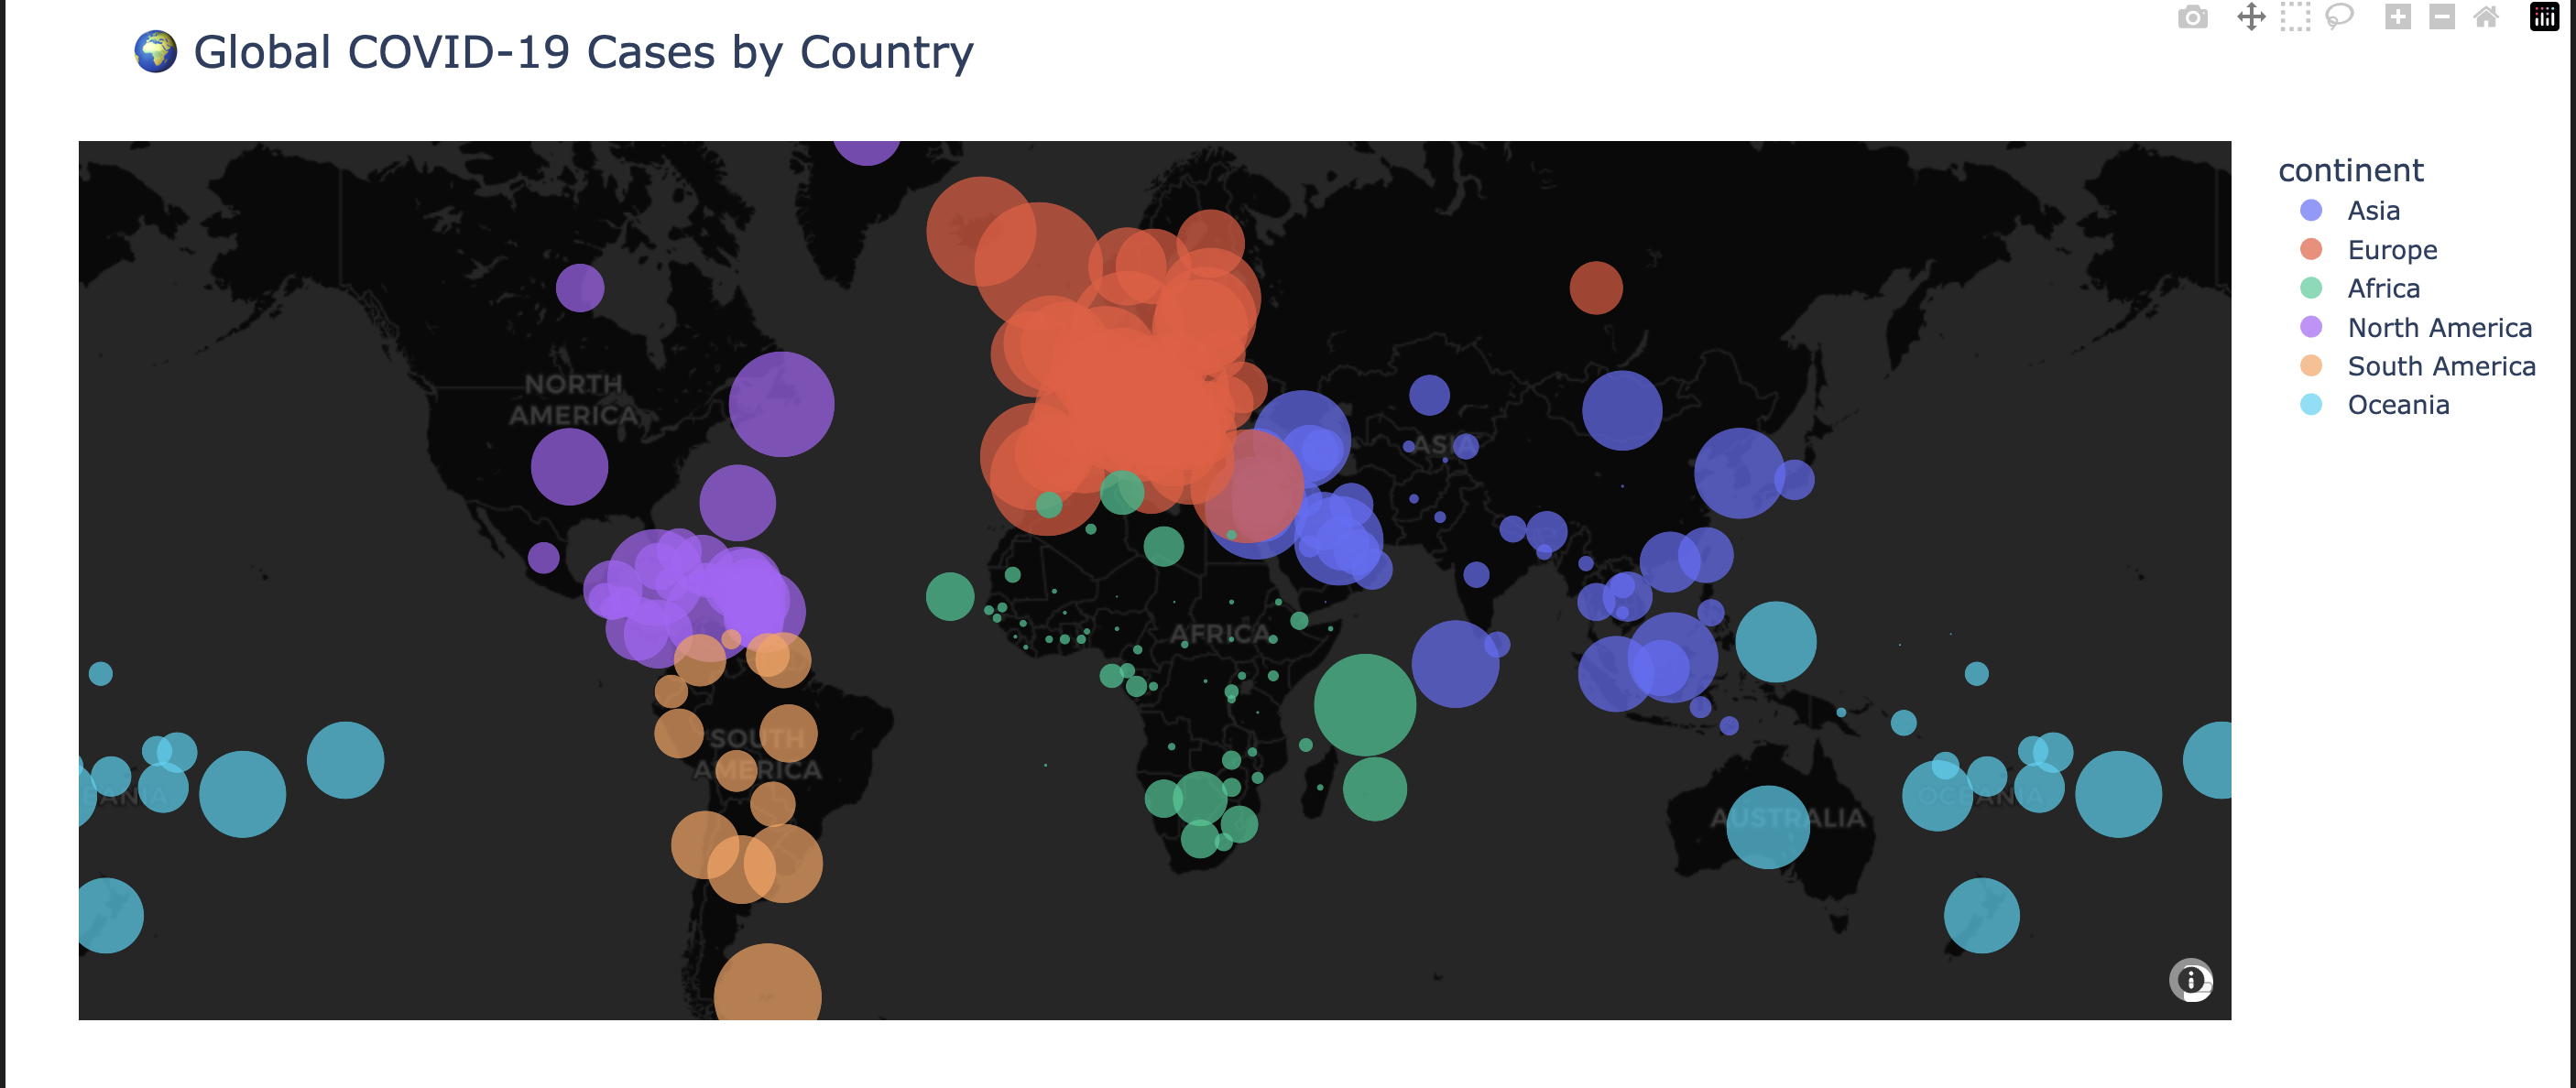 🌍 Global COVID-19 Cases by Country
continent
Asia
Europe
Africa
North America
South America
Oceania
NORTH
AMERICA
ASIA
AFRICA
SOUTH
AMERICA
AUSTRALIA
OCEANIA